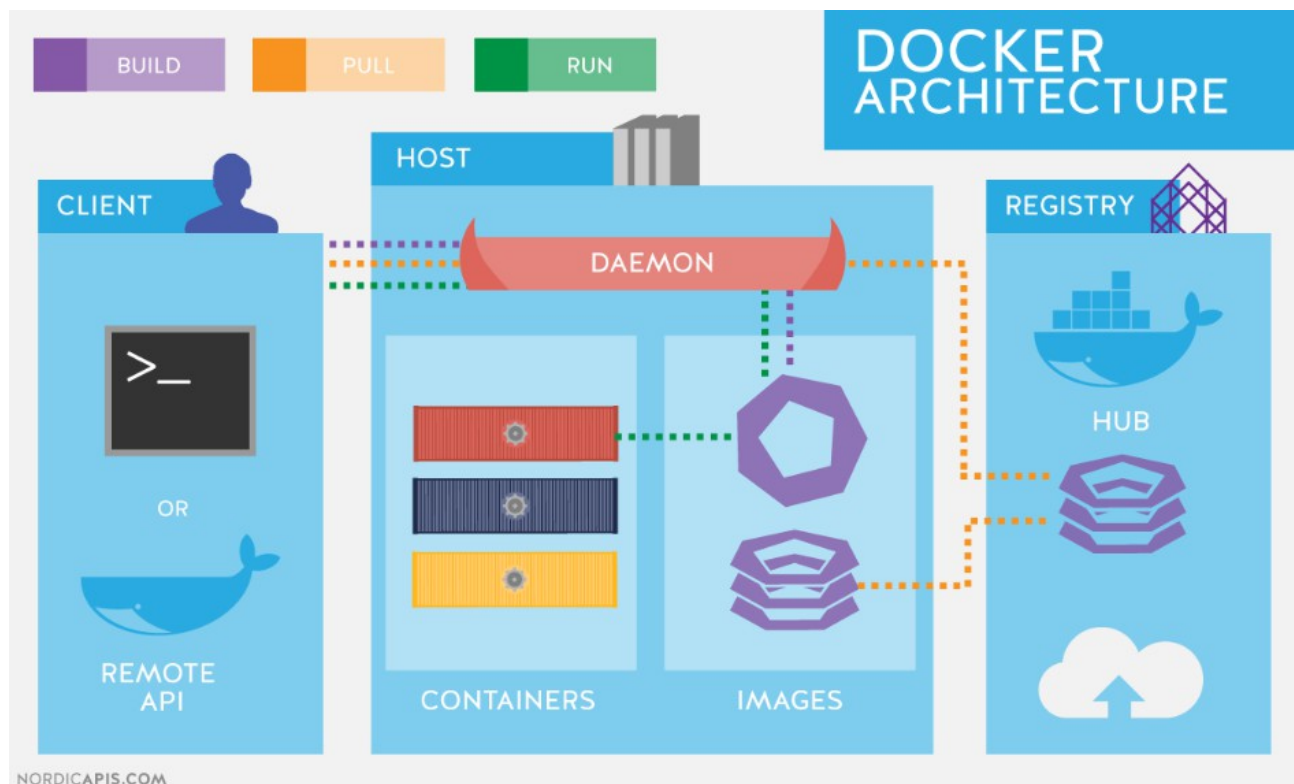 BUILD
PULL
RUN
DOCKER
ARCHITECTURE
HOST
CLIENT
REGISTRY
DAEMON
>_
HUB
OR
REMOTE
API
CONTAINERS
IMAGES
NORDICAPIS.COM